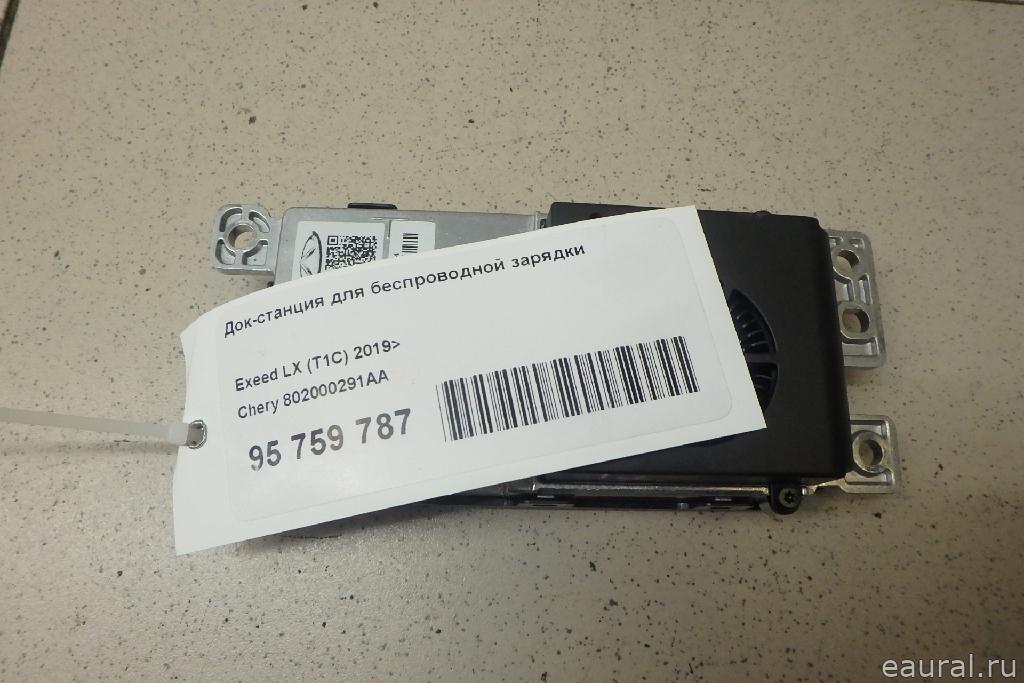 Док-станция для беспроводной зарядки
Exeed LX (T1C) 2019>
Chery 802000291AA
95 759 787
eaural.ru